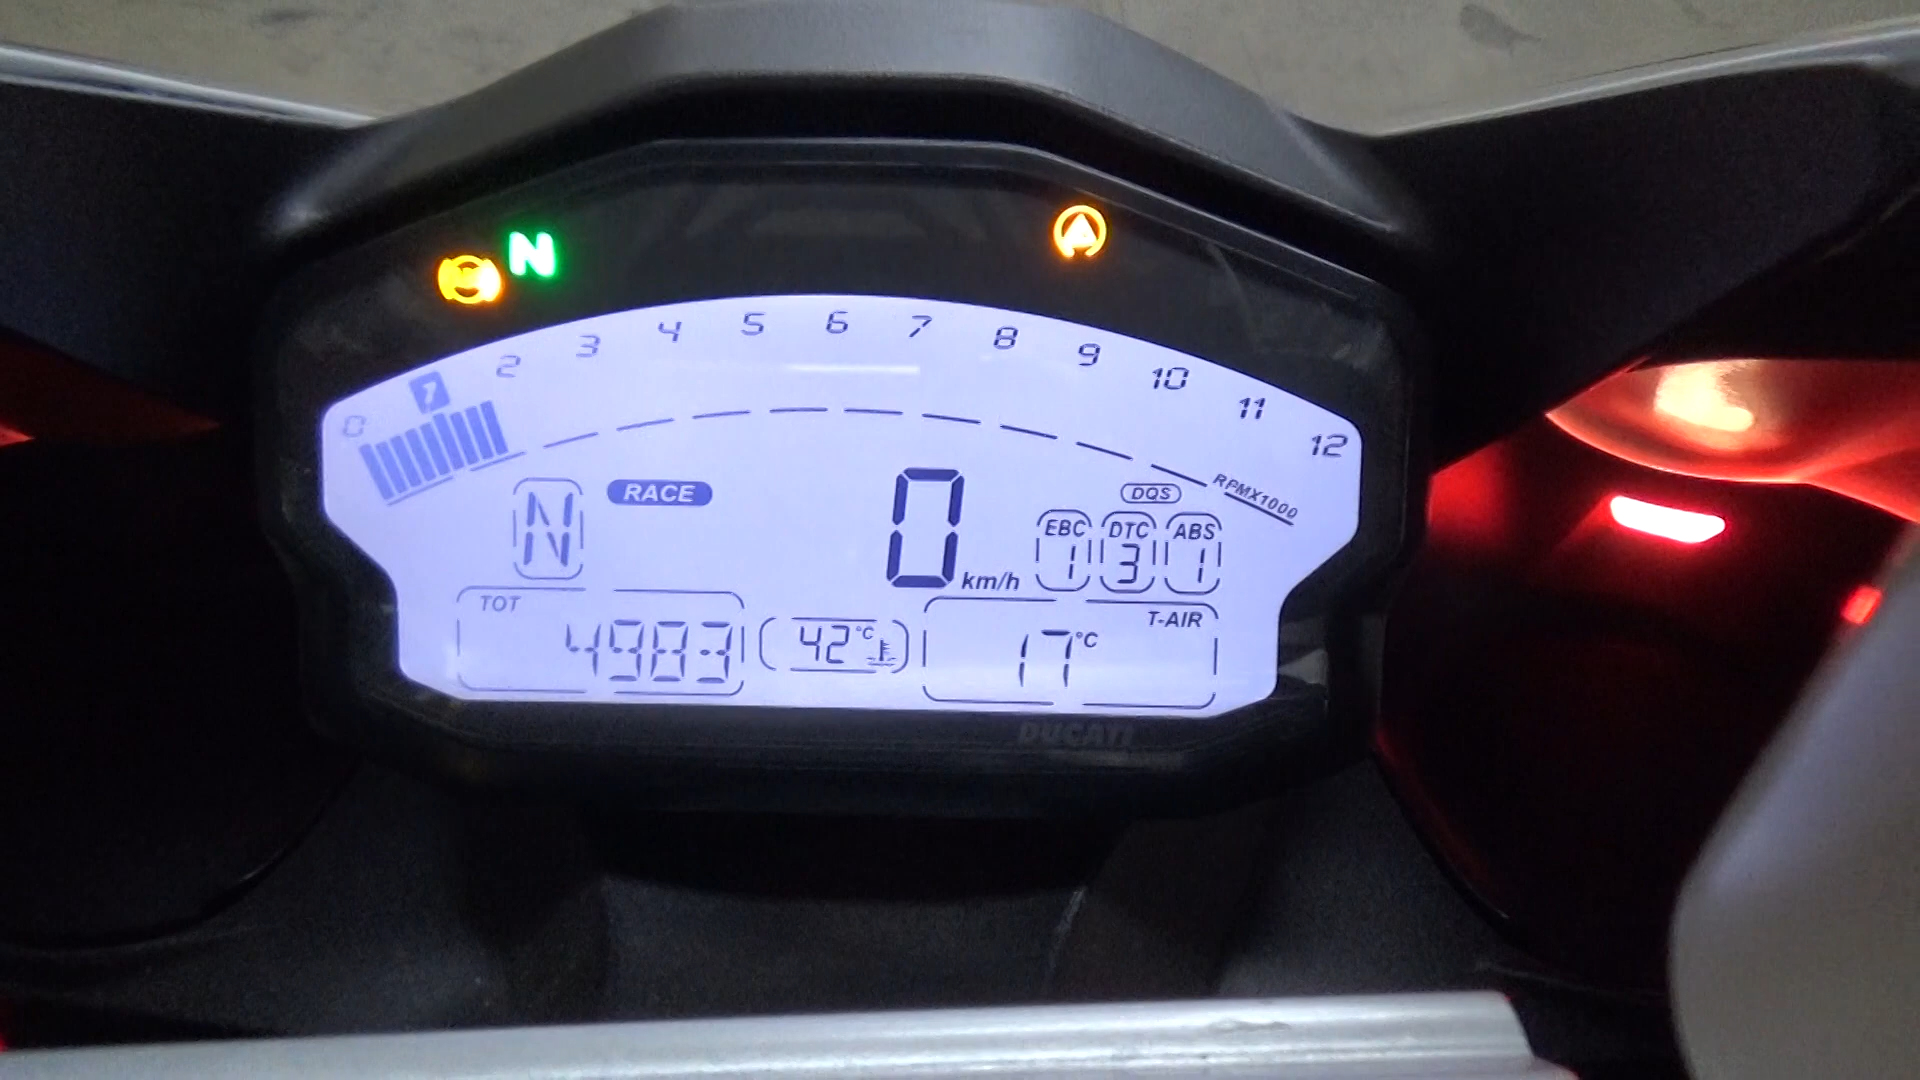 N
0 1 2 3 4 5 6 7 8 9 10 11 12
RPMX1000
N RACE 0 km/h DQS
EBC DTC ABS
1 3 1
TOT T-AIR
4983 42°C 17°C
DUCATI